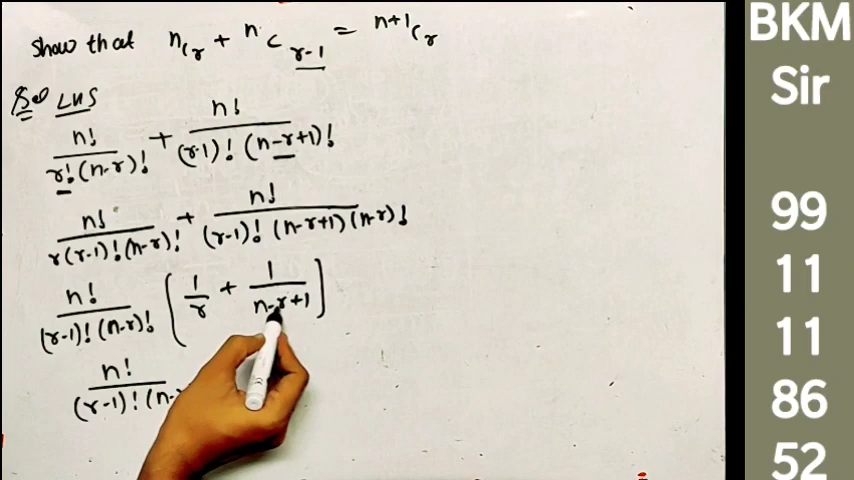 Show that nCr + nCr-1 = n+1Cr
Sol LHS
n!/r!(n-r)! + n!/(r-1)!(n-r+1)!
n!/r(r-1)!(n-r)! + n!/(r-1)!(n-r+1)(n-r)!
n!/(r-1)!(n-r)! [1/r + 1/n-r+1]
n!/(r-1)!(n-
BKM
Sir
99
11
11
86
52